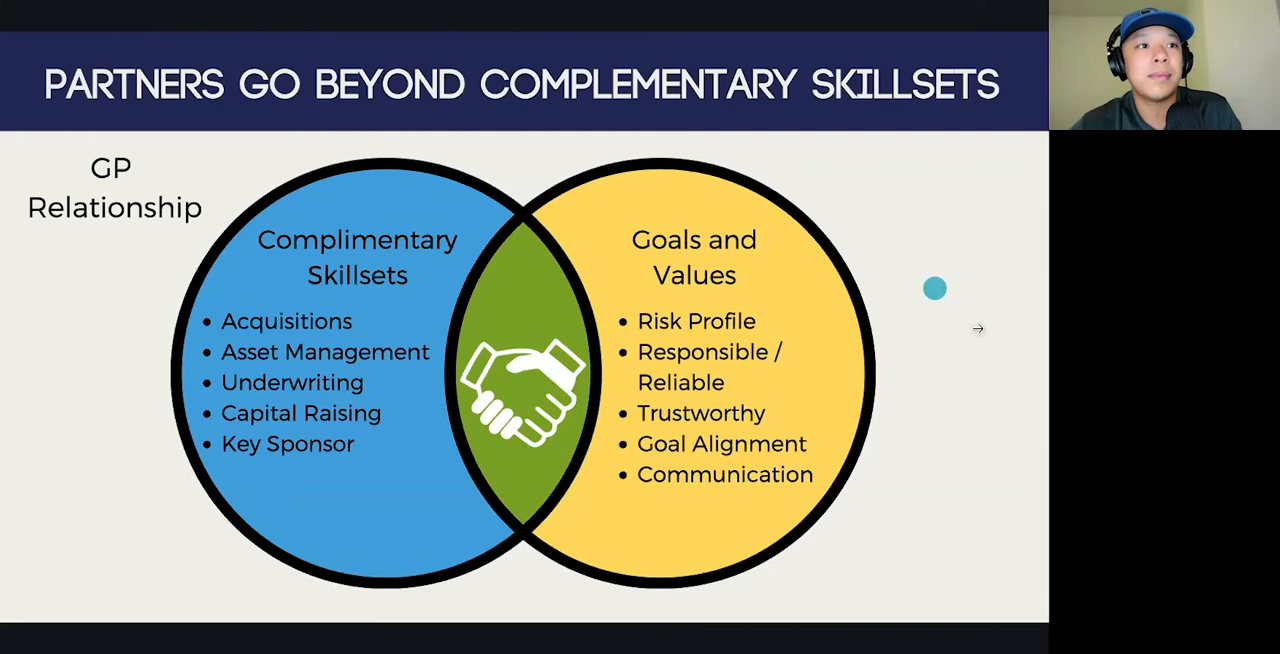 PARTNERS GO BEYOND COMPLEMENTARY SKILLSETS
GP
Relationship
Complimentary
Skillsets
• Acquisitions
• Asset Management
• Underwriting
• Capital Raising
• Key Sponsor
Goals and
Values
• Risk Profile
• Responsible /
Reliable
• Trustworthy
• Goal Alignment
• Communication